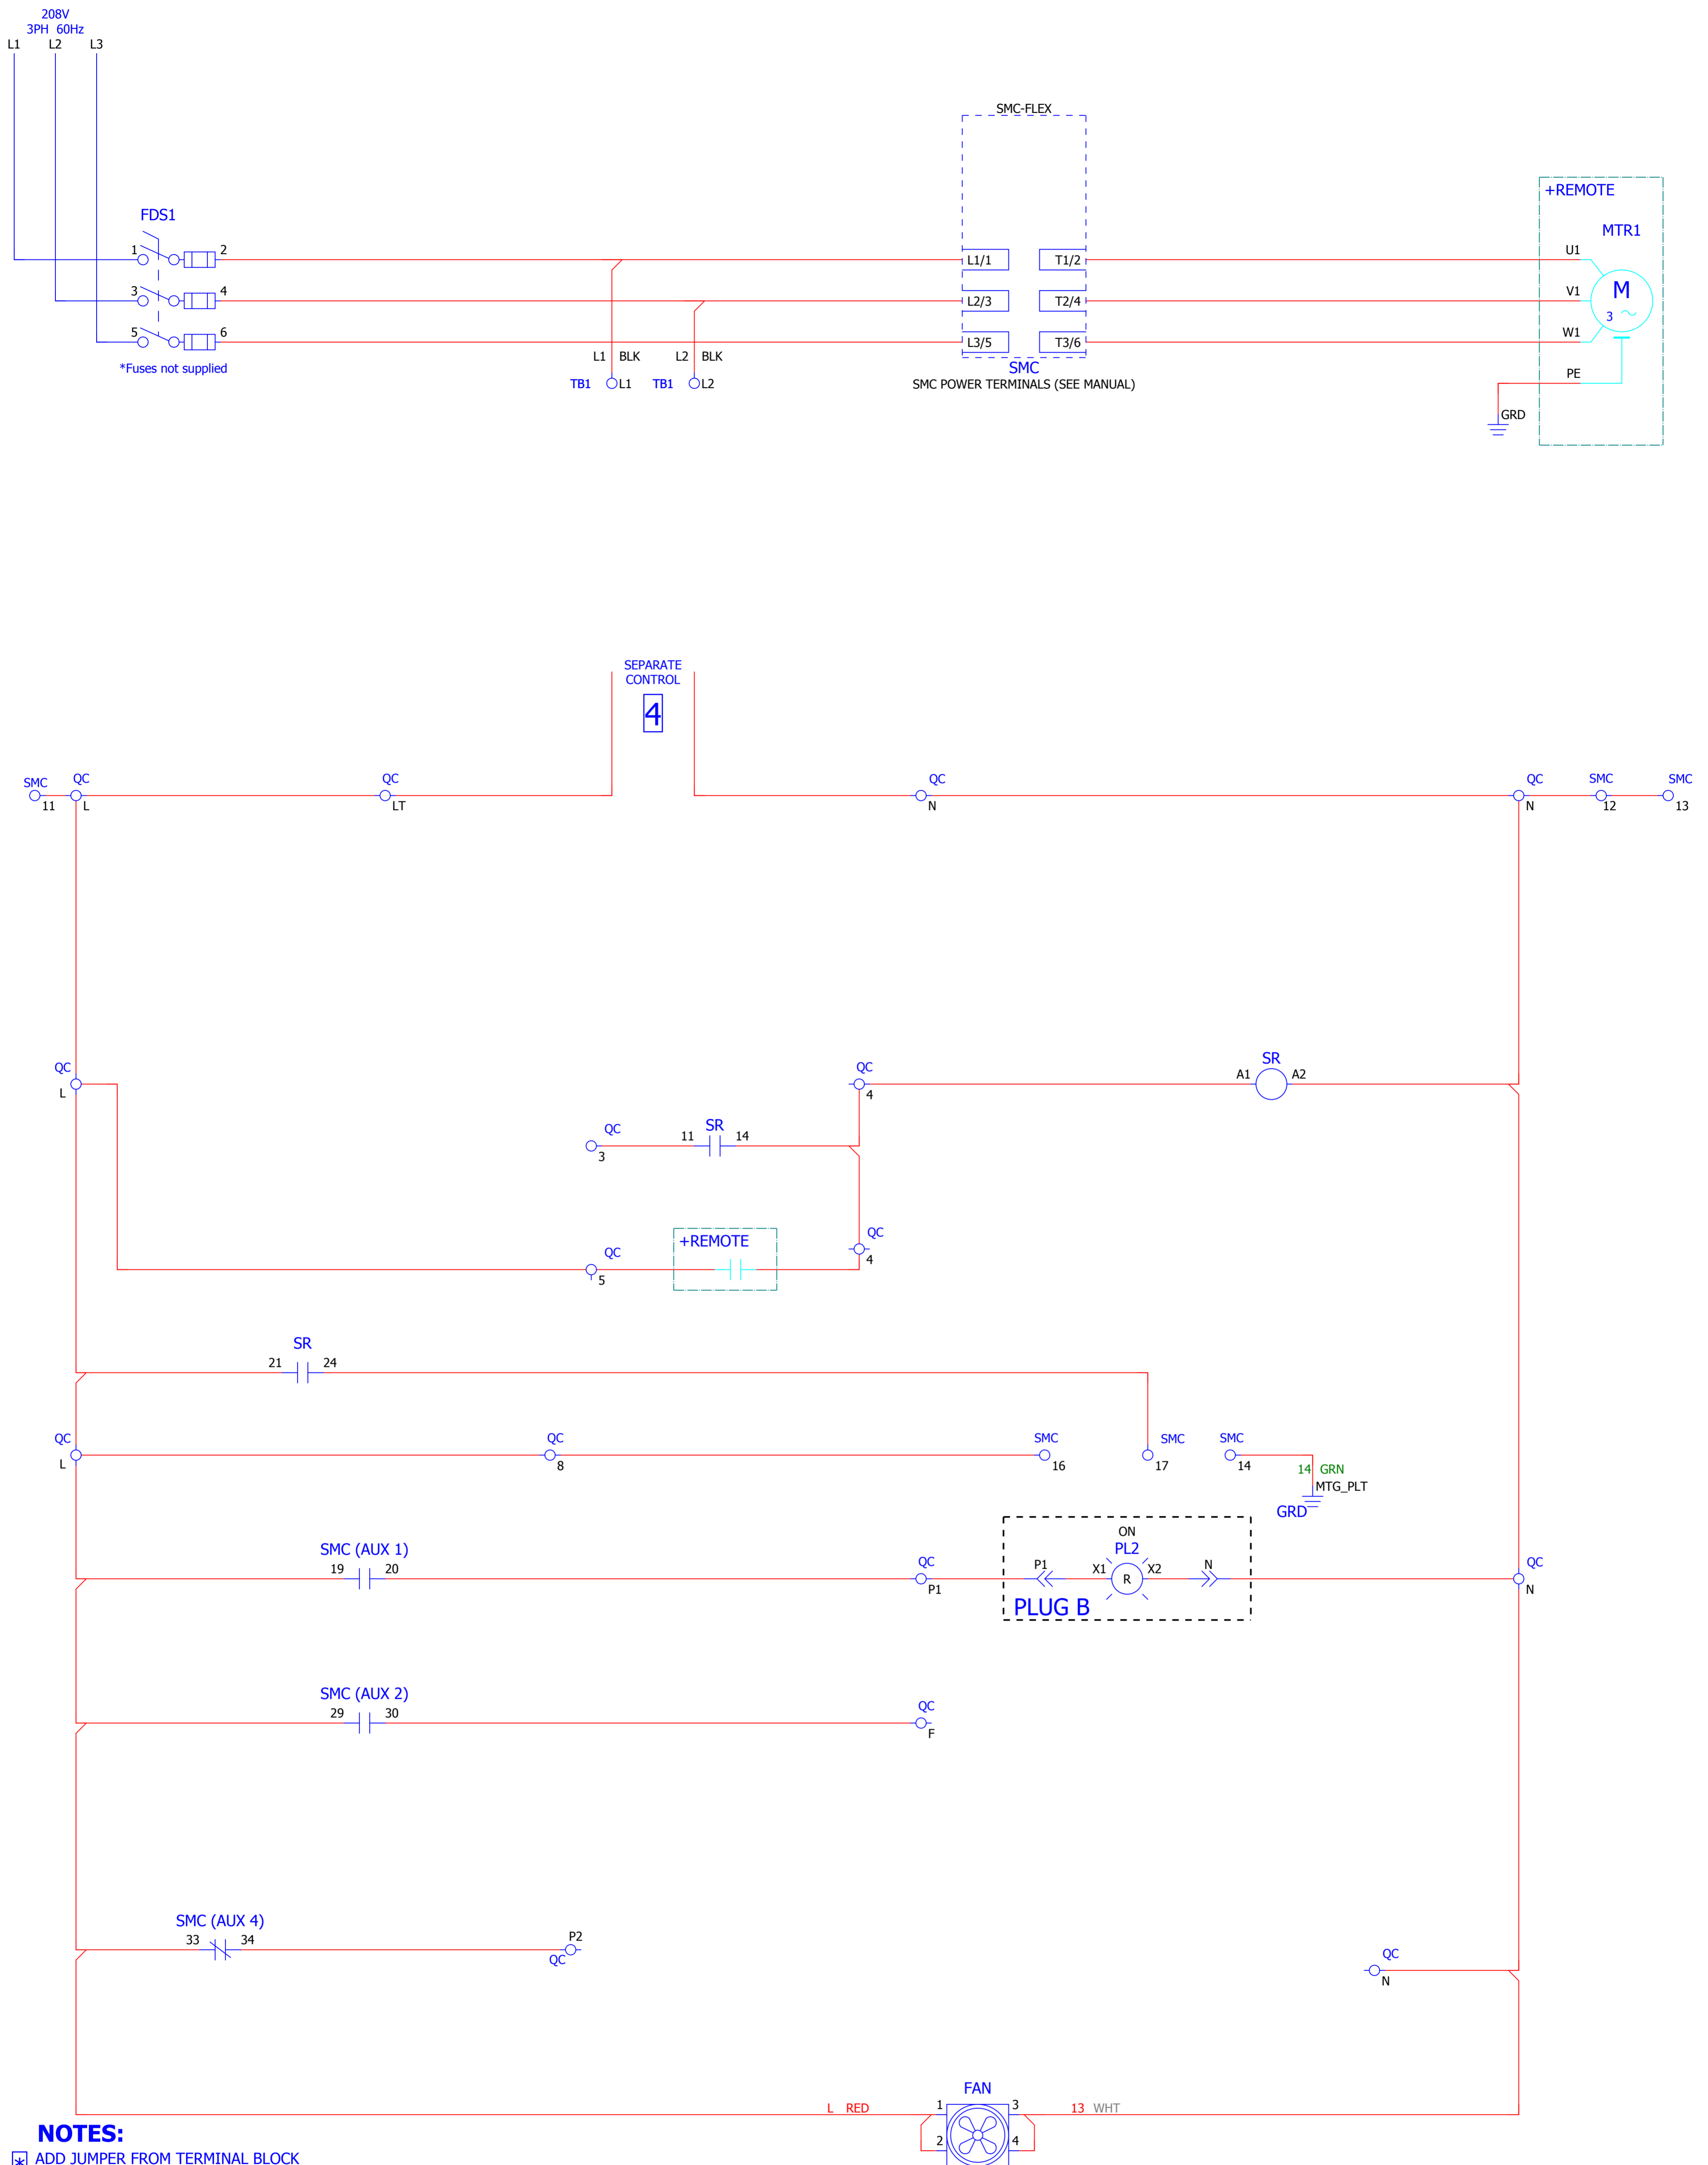 208V
3PH 60Hz
L1 L2 L3
SMC-FLEX
+REMOTE
FDS1
MTR1
1 2
L1/1 T1/2
U1
3 4
L2/3 T2/4
V1
M
3
5 6
L3/5 T3/6
W1
*Fuses not supplied
L1 BLK L2 BLK
SMC
TB1 L1 TB1 L2
SMC POWER TERMINALS (SEE MANUAL)
PE
GRD
SEPARATE
CONTROL
4
SMC QC QC QC QC SMC SMC
11 L LT N N 12 13
QC QC SR
L 4 A1 A2
QC 11 SR 14
3
QC +REMOTE QC
5 4
SR
21 24
QC QC SMC SMC SMC
L 8 16 17 14
14 GRN
MTG_PLT
GRD
ON
SMC (AUX 1)
19 20
QC
P1
P1 X1 PL2 X2 N
R
QC
N
PLUG B
SMC (AUX 2)
29 30
QC
F
SMC (AUX 4)
33 34
P2
QC
QC
N
FAN
L RED 1 3 13 WHT
2 4
NOTES:
* ADD JUMPER FROM TERMINAL BLOCK